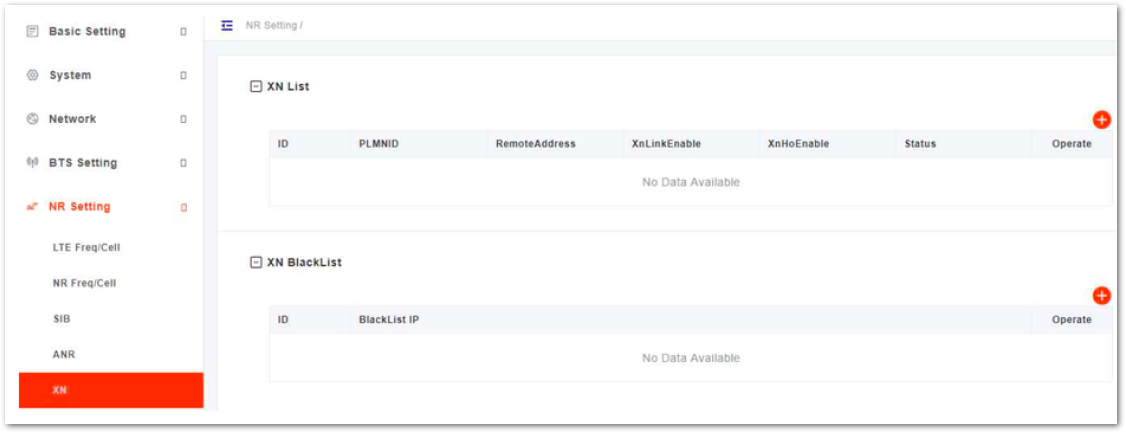 Basic Setting
System
Network
BTS Setting
NR Setting
LTE Freq/Cell
NR Freq/Cell
SIB
ANR
XN
NR Setting /
XN List
ID PLMNID RemoteAddress XnLinkEnable XnHoEnable Status Operate
No Data Available
XN BlackList
ID BlackList IP Operate
No Data Available